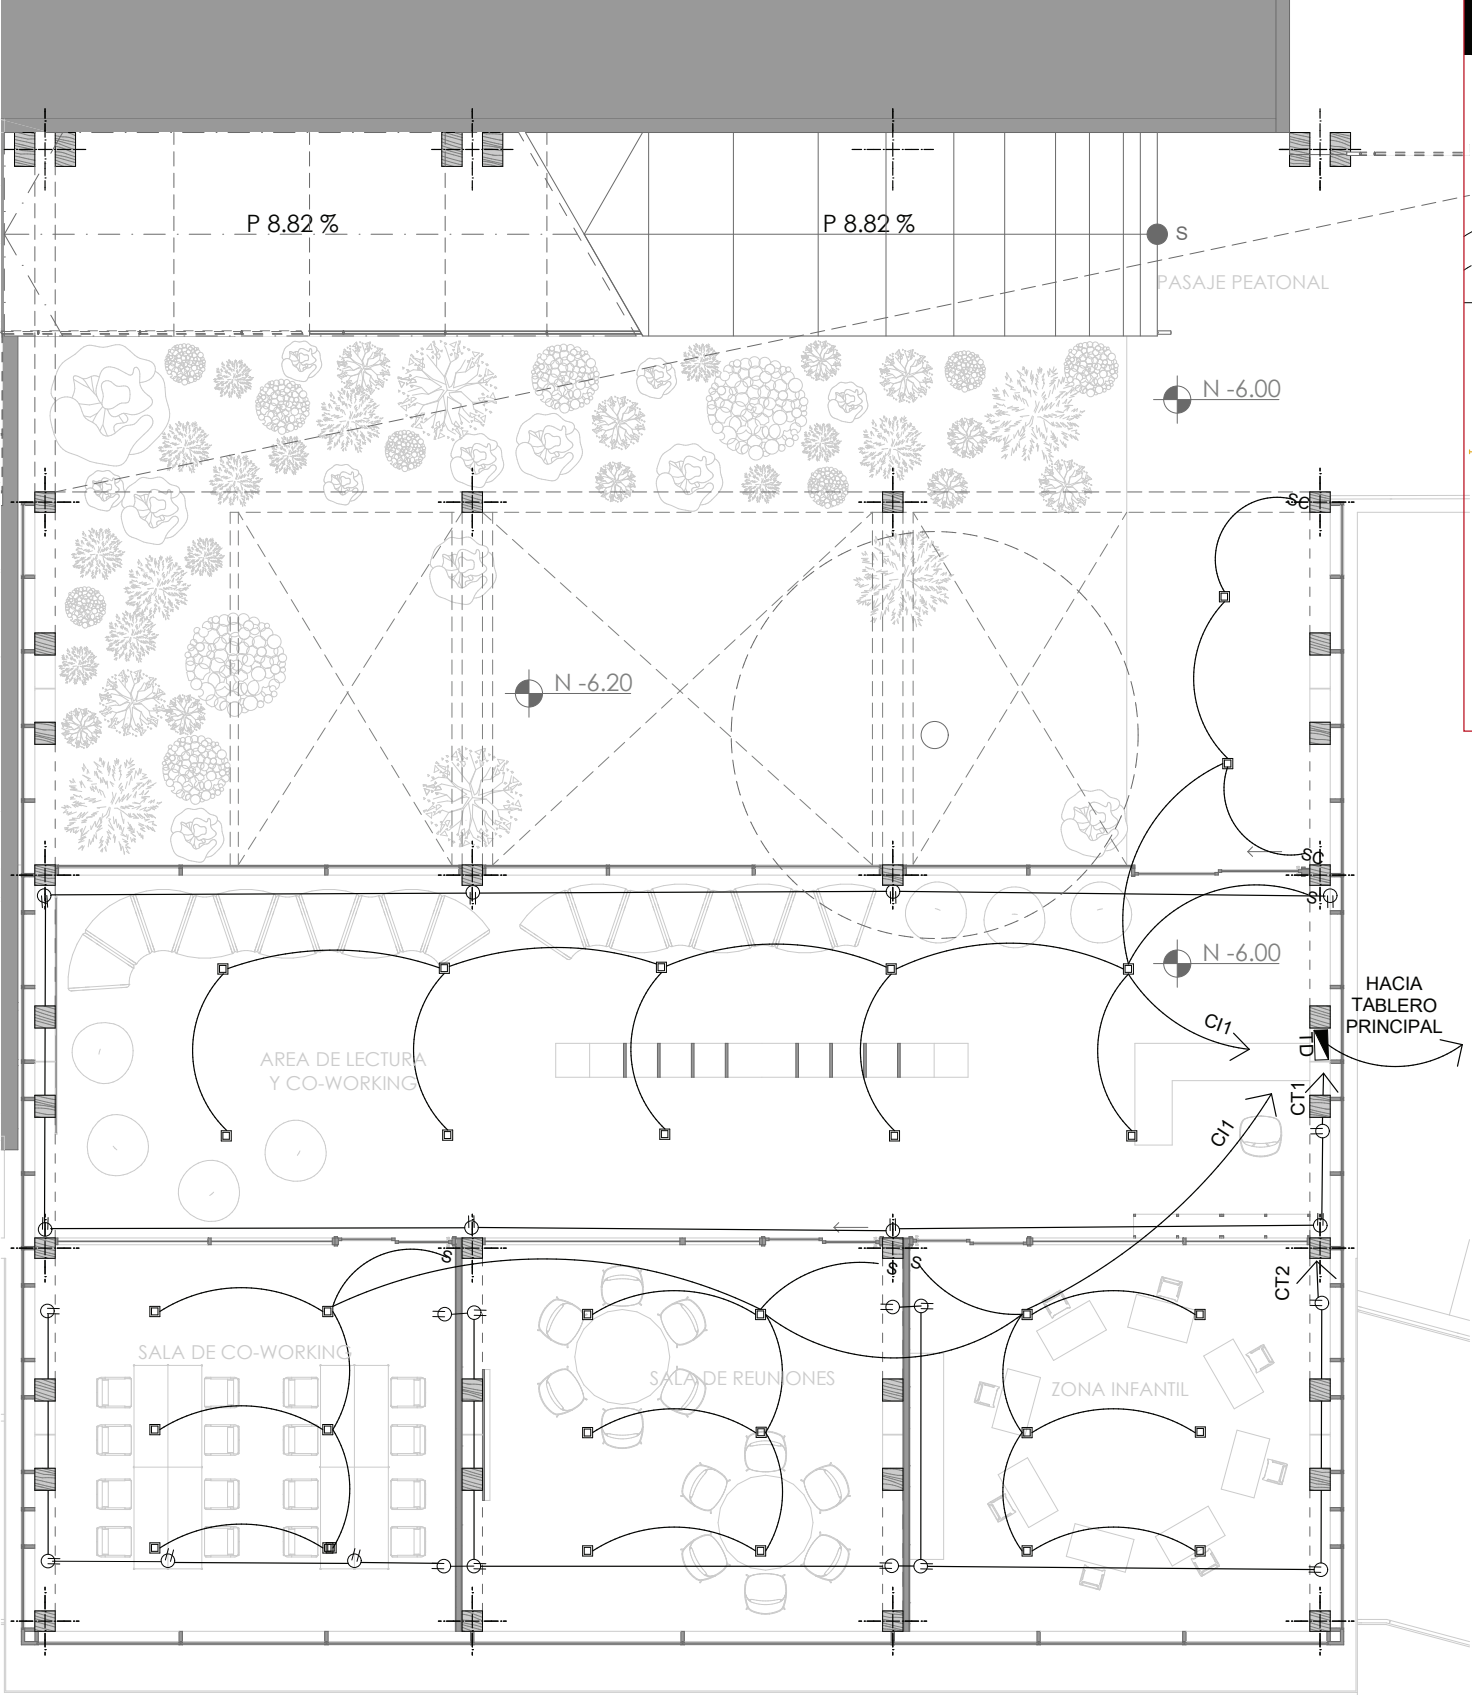 P 8.82 %
P 8.82 %
S
PASAJE PEATONAL
N -6.00
SC
N -6.20
SC
S
N -6.00
HACIA
TABLERO
PRINCIPAL
CI1
TD
AREA DE LECTURA
Y CO-WORKING
CT1
CI1
S
S
S
CT2
SALA DE CO-WORKING
SALA DE REUNIONES
ZONA INFANTIL